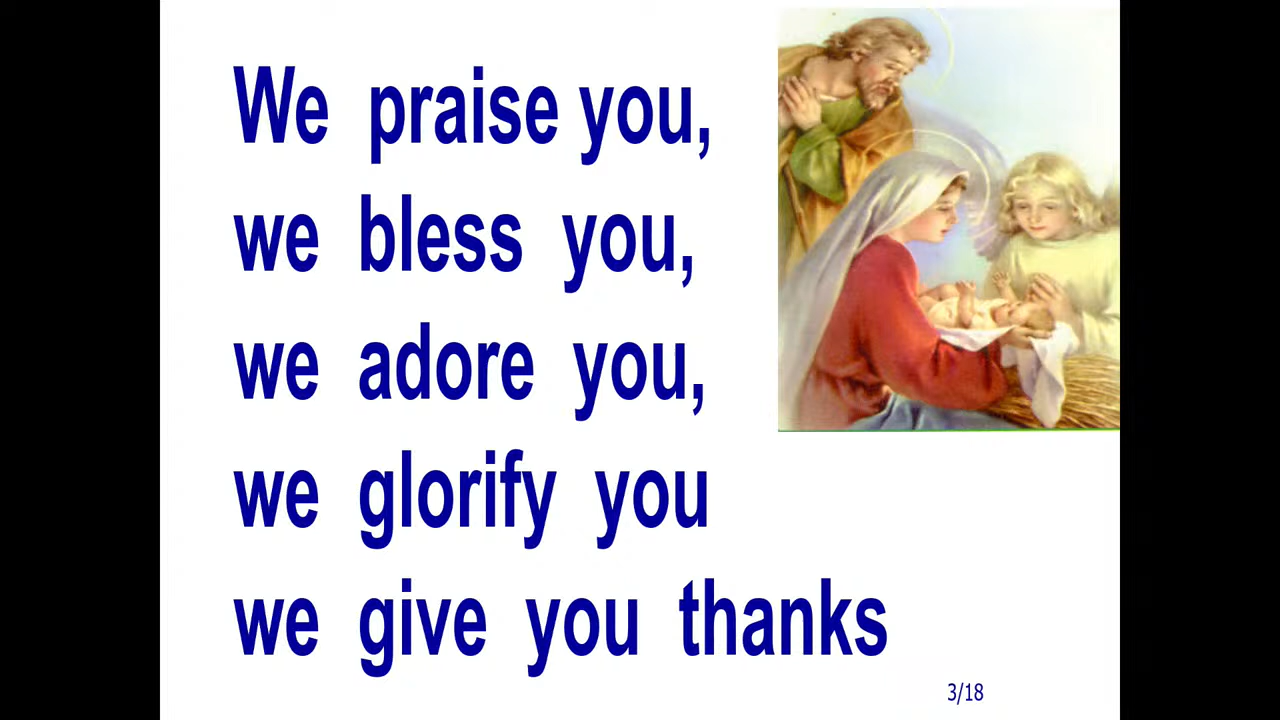 We praise you,
we bless you,
we adore you,
we glorify you
we give you thanks
3/18